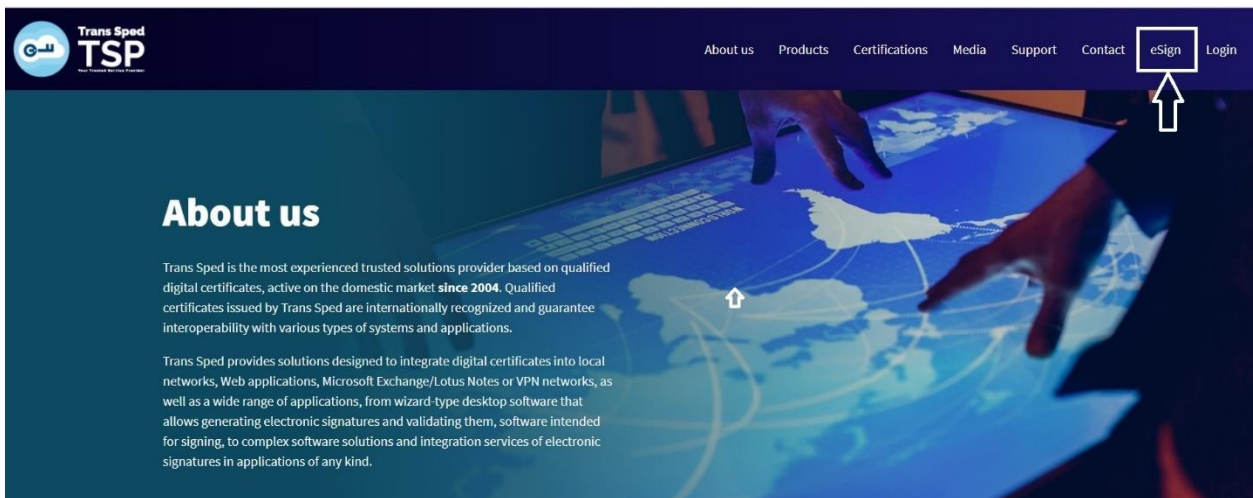 Trans Sped
TSP
Your Trusted Service Provider
About us
Products
Certifications
Media
Support
Contact
eSign
Login
WORLDCONNECTION
About us
Trans Sped is the most experienced trusted solutions provider based on qualified
digital certificates, active on the domestic market since 2004. Qualified
certificates issued by Trans Sped are internationally recognized and guarantee
interoperability with various types of systems and applications.
Trans Sped provides solutions designed to integrate digital certificates into local
networks, Web applications, Microsoft Exchange/Lotus Notes or VPN networks, as
well as a wide range of applications, from wizard-type desktop software that
allows generating electronic signatures and validating them, software intended
for signing, to complex software solutions and integration services of electronic
signatures in applications of any kind.